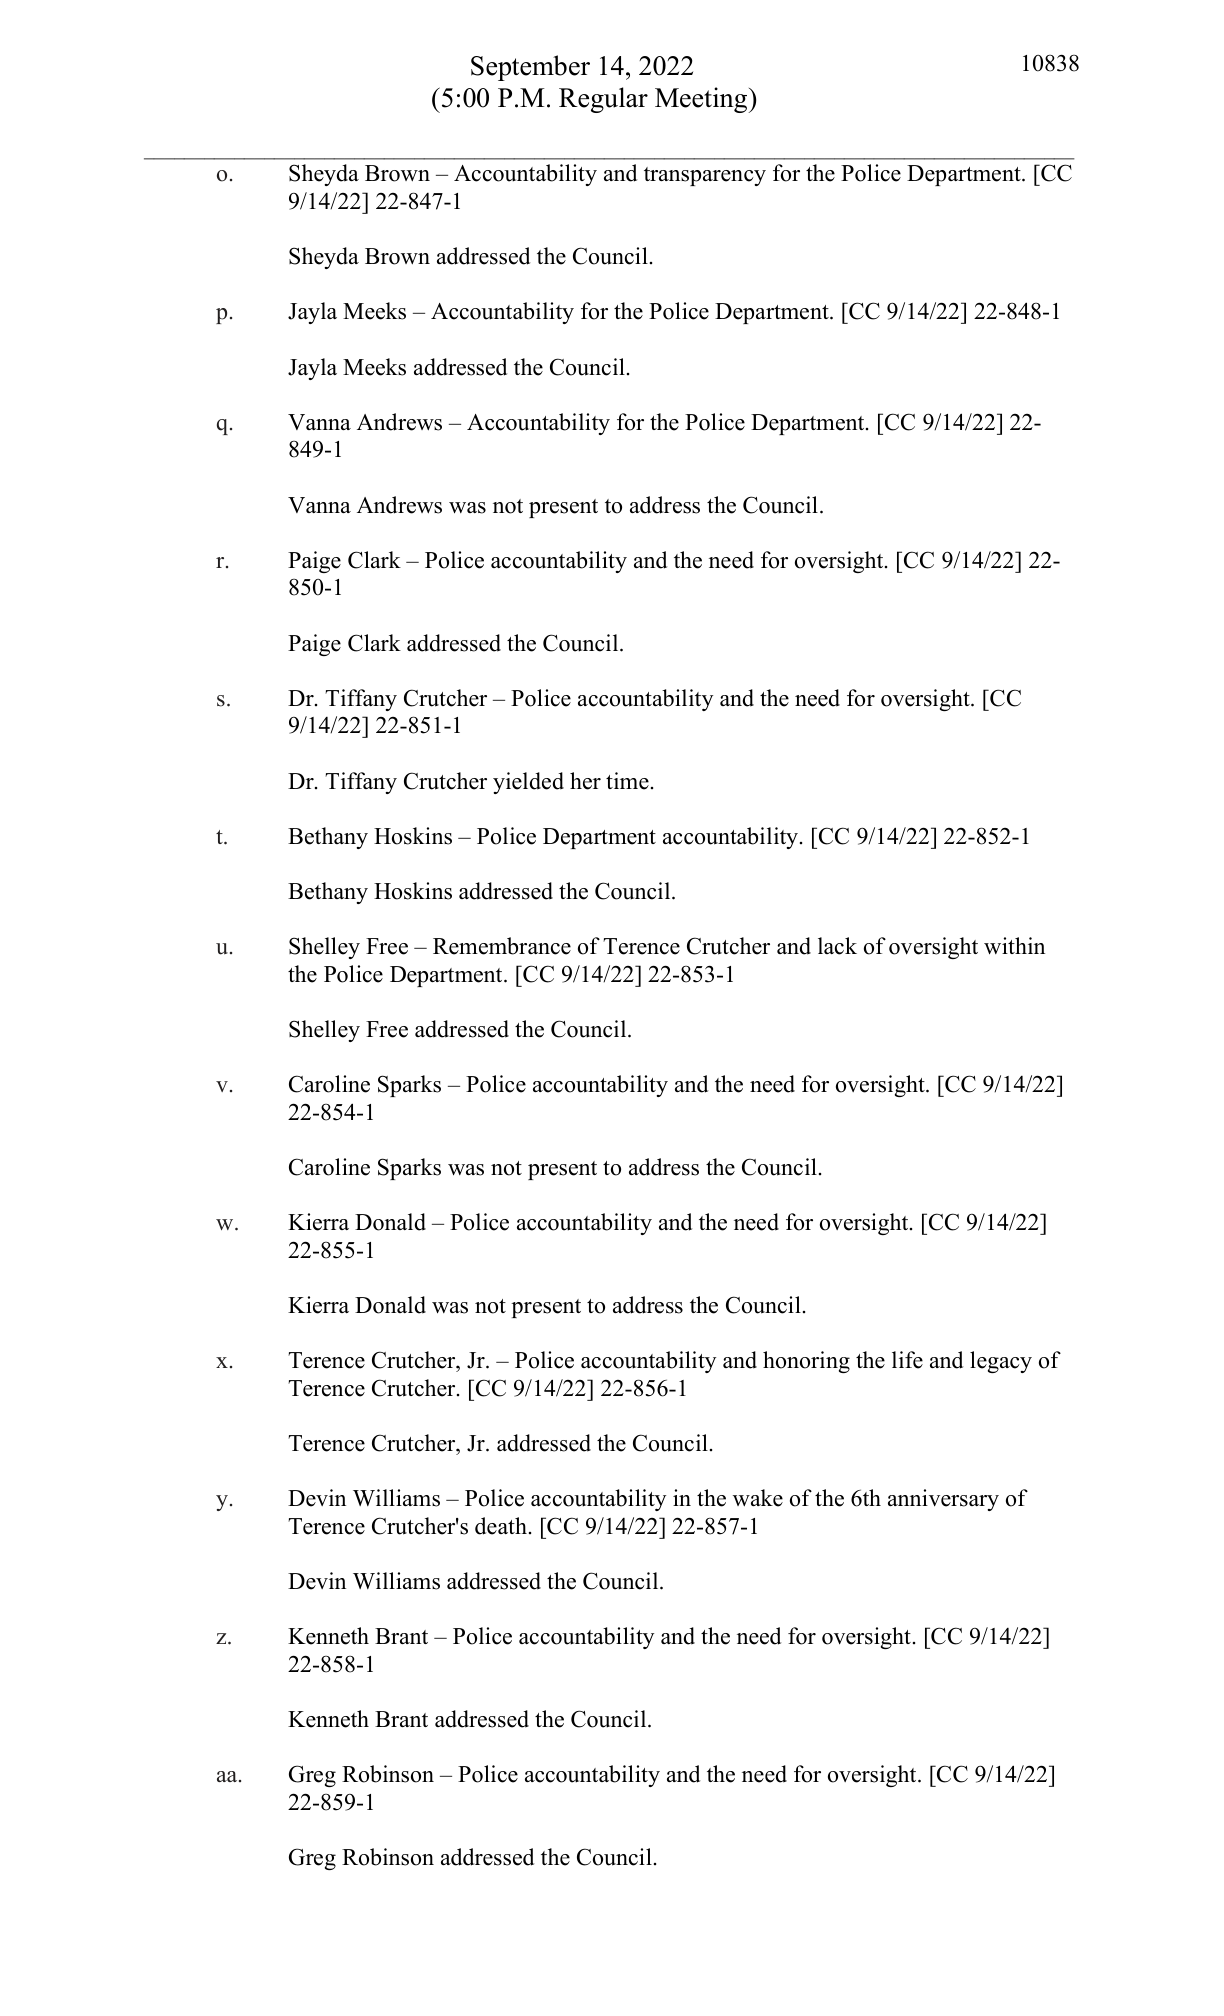 September 14, 2022
10838
(5:00 P.M. Regular Meeting)
o. Sheyda Brown – Accountability and transparency for the Police Department. [CC
9/14/22] 22-847-1
Sheyda Brown addressed the Council.
p. Jayla Meeks – Accountability for the Police Department. [CC 9/14/22] 22-848-1
Jayla Meeks addressed the Council.
q. Vanna Andrews – Accountability for the Police Department. [CC 9/14/22] 22-
849-1
Vanna Andrews was not present to address the Council.
r. Paige Clark – Police accountability and the need for oversight. [CC 9/14/22] 22-
850-1
Paige Clark addressed the Council.
s. Dr. Tiffany Crutcher – Police accountability and the need for oversight. [CC
9/14/22] 22-851-1
Dr. Tiffany Crutcher yielded her time.
t. Bethany Hoskins – Police Department accountability. [CC 9/14/22] 22-852-1
Bethany Hoskins addressed the Council.
u. Shelley Free – Remembrance of Terence Crutcher and lack of oversight within
the Police Department. [CC 9/14/22] 22-853-1
Shelley Free addressed the Council.
v. Caroline Sparks – Police accountability and the need for oversight. [CC 9/14/22]
22-854-1
Caroline Sparks was not present to address the Council.
w. Kierra Donald – Police accountability and the need for oversight. [CC 9/14/22]
22-855-1
Kierra Donald was not present to address the Council.
x. Terence Crutcher, Jr. – Police accountability and honoring the life and legacy of
Terence Crutcher. [CC 9/14/22] 22-856-1
Terence Crutcher, Jr. addressed the Council.
y. Devin Williams – Police accountability in the wake of the 6th anniversary of
Terence Crutcher's death. [CC 9/14/22] 22-857-1
Devin Williams addressed the Council.
z. Kenneth Brant – Police accountability and the need for oversight. [CC 9/14/22]
22-858-1
Kenneth Brant addressed the Council.
aa. Greg Robinson – Police accountability and the need for oversight. [CC 9/14/22]
22-859-1
Greg Robinson addressed the Council.